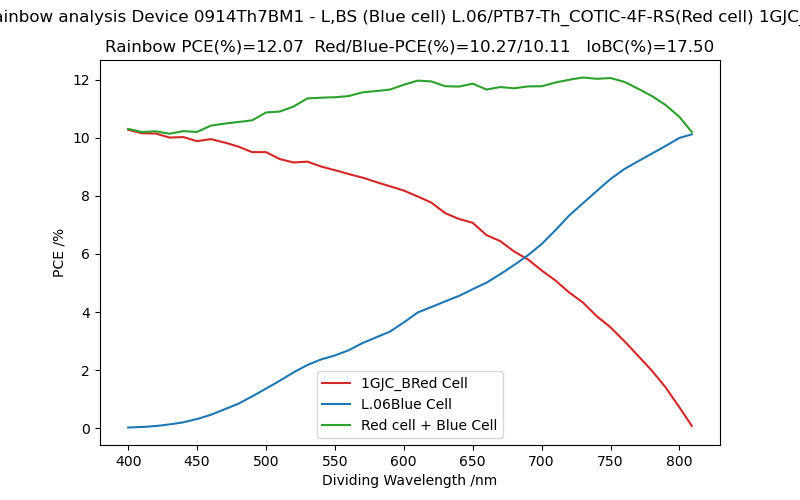 ainbow analysis Device 0914Th7BM1 - L,BS (Blue cell) L.06/PTB7-Th_COTIC-4F-RS(Red cell) 1GJC_
Rainbow PCE(%)=12.07 Red/Blue-PCE(%)=10.27/10.11 IoBC(%)=17.50
12
10
8
6
4
2
0
PCE /%
1GJC_BRed Cell
L.06Blue Cell
Red cell + Blue Cell
400 450 500 550 600 650 700 750 800
Dividing Wavelength /nm